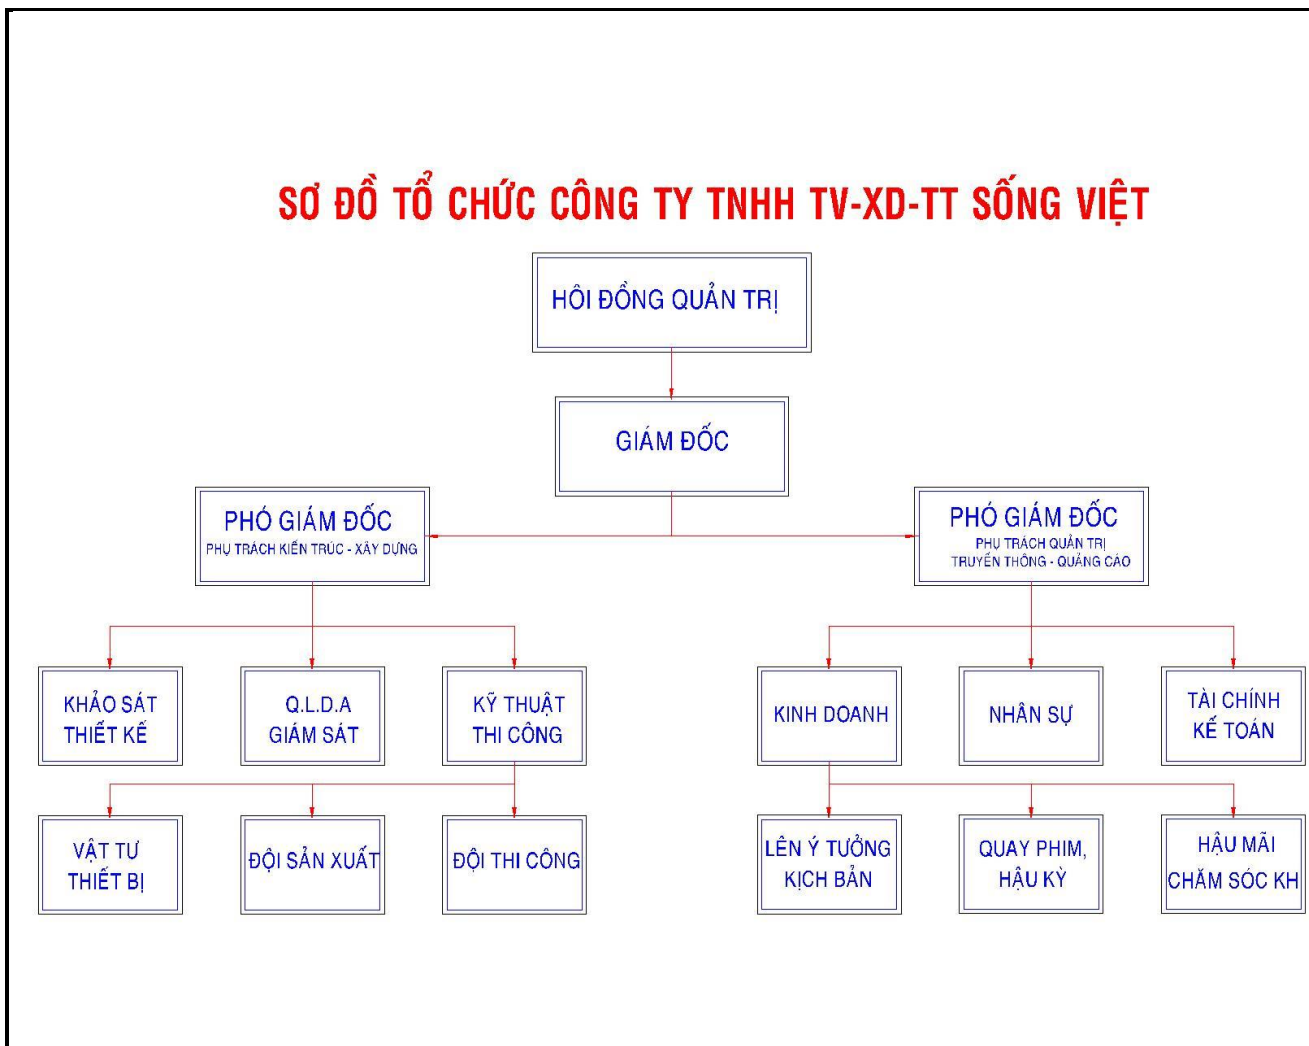 SƠ ĐỒ TỔ CHỨC CÔNG TY TNHH TV-XD-TT SỐNG VIỆT
HÔI ĐỒNG QUẢN TRỊ
GIÁM ĐỐC
PHÓ GIÁM ĐỐC
PHỤ TRÁCH KIẾN TRÚC - XÂY DỰNG
PHÓ GIÁM ĐỐC
PHỤ TRÁCH QUẢN TRỊ
TRUYỀN THÔNG - QUẢNG CÁO
KHẢO SÁT
THIẾT KẾ
Q.L.D.A
GIÁM SÁT
KỸ THUẬT
THI CÔNG
KINH DOANH
NHÂN SỰ
TÀI CHÍNH
KẾ TOÁN
VẬT TƯ
THIẾT BỊ
ĐỘI SẢN XUẤT
ĐỘI THI CÔNG
LÊN Ý TƯỞNG
KỊCH BẢN
QUAY PHIM,
HẬU KỲ
HẬU MÃI
CHĂM SÓC KH